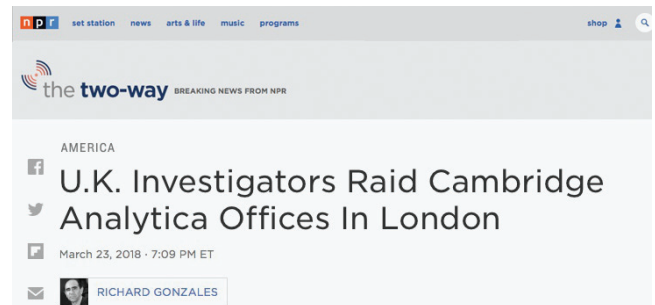 npr set station news arts & life music programs shop
the two-way BREAKING NEWS FROM NPR
AMERICA
U.K. Investigators Raid Cambridge
Analytica Offices In London
March 23, 2018 · 7:09 PM ET
RICHARD GONZALES